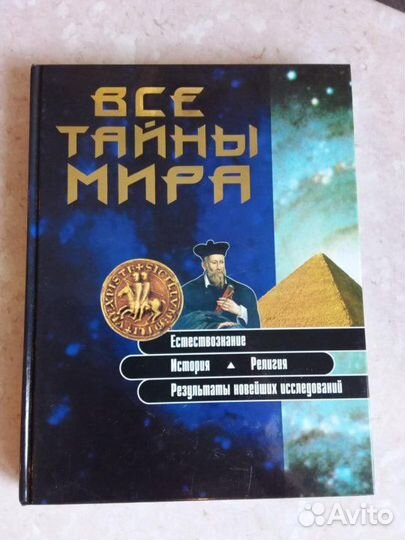 ВСЕ
ТАЙНЫ
МИРА
Естествознание
История ▲ Религия
Результаты новейших исследований
Avito